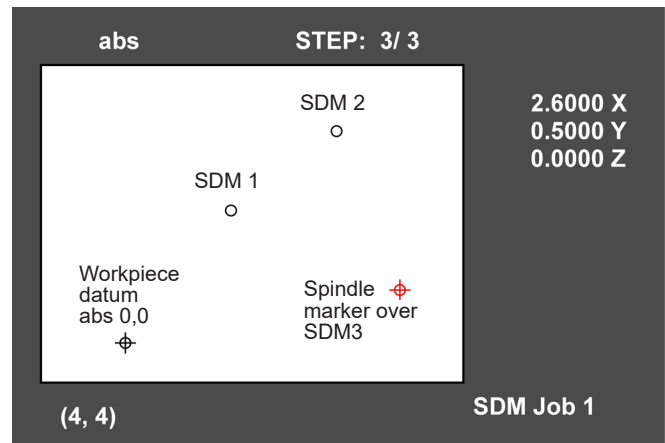 abs
STEP: 3/ 3
SDM 2
2.6000 X
0.5000 Y
0.0000 Z
SDM 1
Workpiece
datum
abs 0,0
Spindle
marker over
SDM3
(4, 4)
SDM Job 1